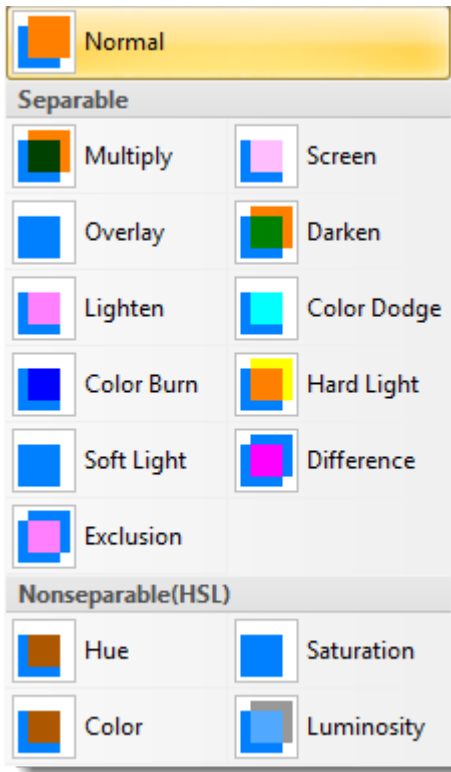 Normal
Separable
Multiply Screen
Overlay Darken
Lighten Color Dodge
Color Burn Hard Light
Soft Light Difference
Exclusion
Nonseparable(HSL)
Hue Saturation
Color Luminosity